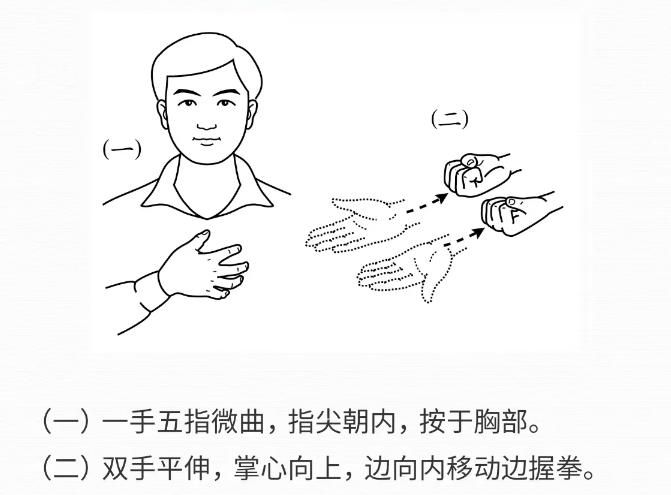 (一)
(二)
（一）一手五指微曲，指尖朝内，按于胸部。
（二）双手平伸，掌心向上，边向内移动边握拳。